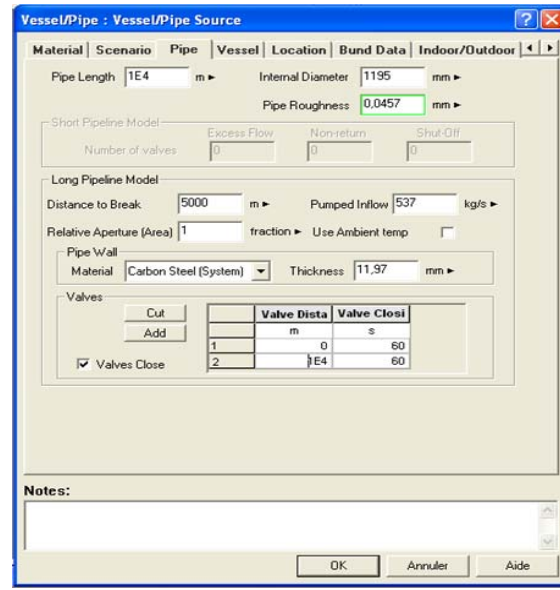 Vessel/Pipe : Vessel/Pipe Source
Material Scenario Pipe Vessel Location Bund Data Indoor/Outdoor
Pipe Length 1E4 m Internal Diameter 1195 mm
Pipe Roughness 0,0457 mm
Short Pipeline Model
Excess Flow Non-return Shut-Off
Number of valves 0 0 0
Long Pipeline Model
Distance to Break 5000 m Pumped Inflow 537 kg/s
Relative Aperture (Area) 1 fraction Use Ambient temp
Pipe Wall
Material Carbon Steel (System) Thickness 11,97 mm
Valves
Cut Valve Dista Valve Closi
Add m s
1 0 60
Valves Close 2 1E4 60
Notes:
OK Annuler Aide